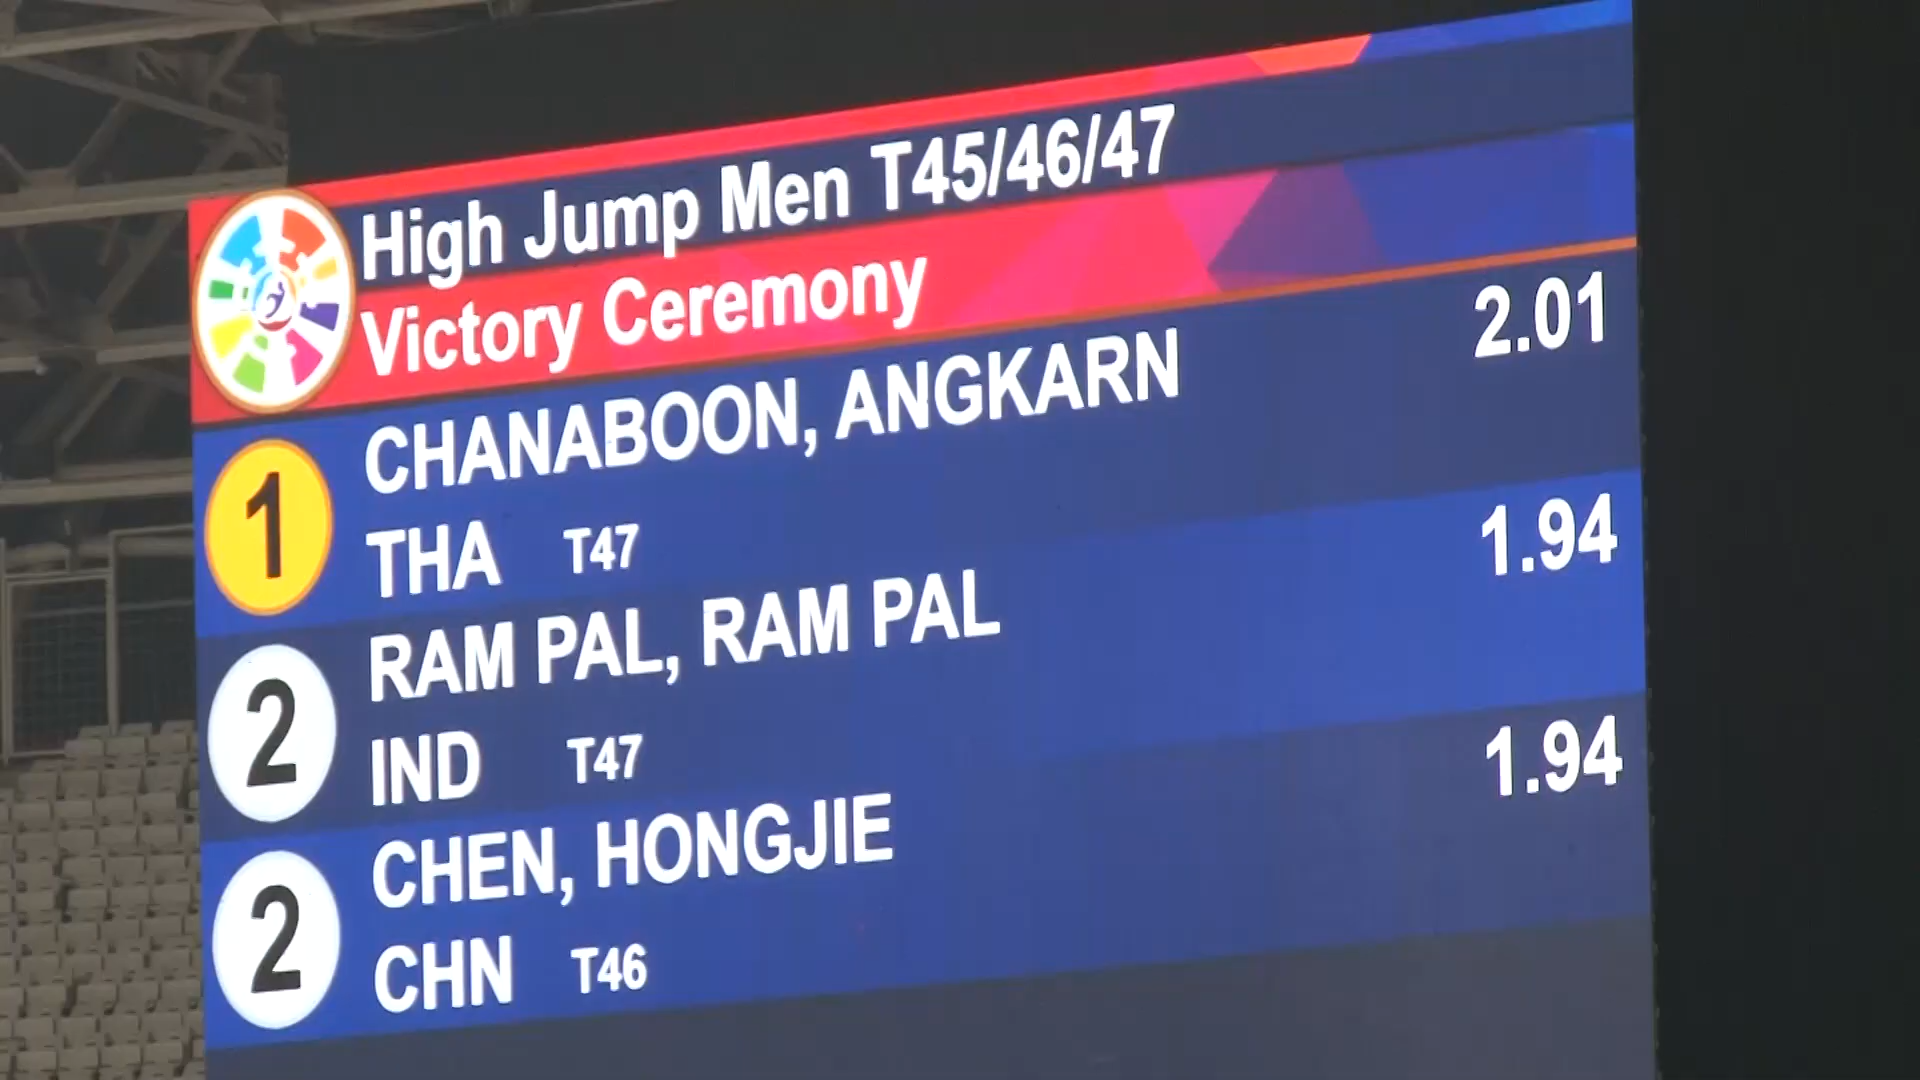 High Jump Men T45/46/47
Victory Ceremony
1 CHANABOON, ANGKARN 2.01
THA T47
2 RAM PAL, RAM PAL 1.94
IND T47
2 CHEN, HONGJIE 1.94
CHN T46